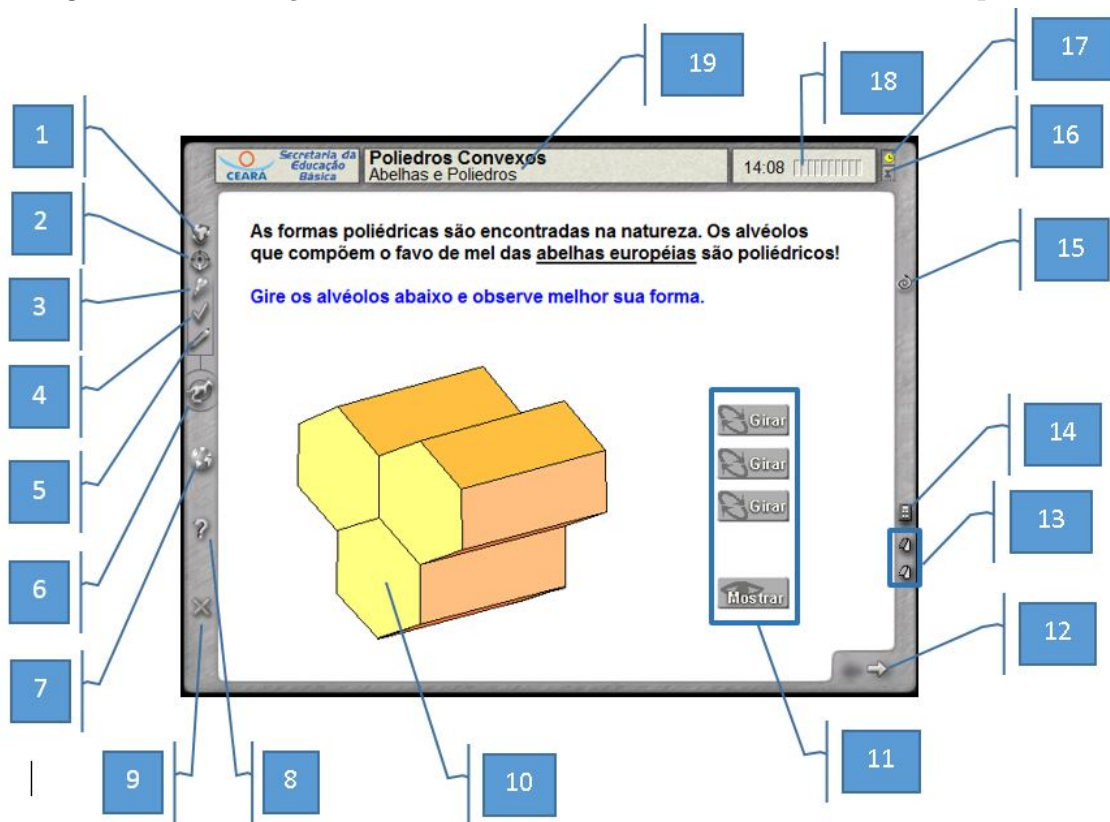 17
19
18
1
16
Secretaria da
Educação
Básica
CEARÁ
Poliedros Convexos
Abelhas e Poliedros
14:08
2
As formas poliédricas são encontradas na natureza. Os alvéolos
que compõem o favo de mel das abelhas européias são poliédricos!
15
3
Gire os alvéolos abaixo e observe melhor sua forma.
4
Girar
14
5
Girar
Girar
13
?
6
Mostrar
12
7
11
9
8
10